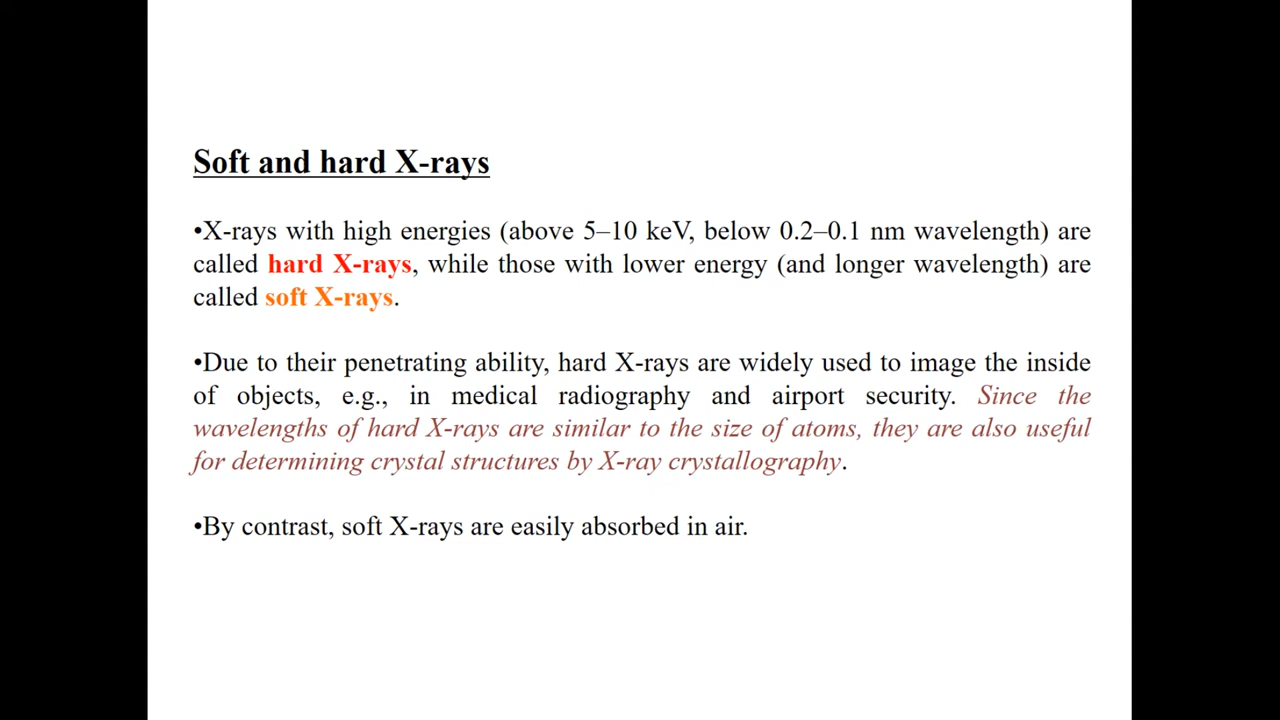 Soft and hard X-rays
•X-rays with high energies (above 5–10 keV, below 0.2–0.1 nm wavelength) are
called hard X-rays, while those with lower energy (and longer wavelength) are
called soft X-rays.
•Due to their penetrating ability, hard X-rays are widely used to image the inside
of objects, e.g., in medical radiography and airport security. Since the
wavelengths of hard X-rays are similar to the size of atoms, they are also useful
for determining crystal structures by X-ray crystallography.
•By contrast, soft X-rays are easily absorbed in air.